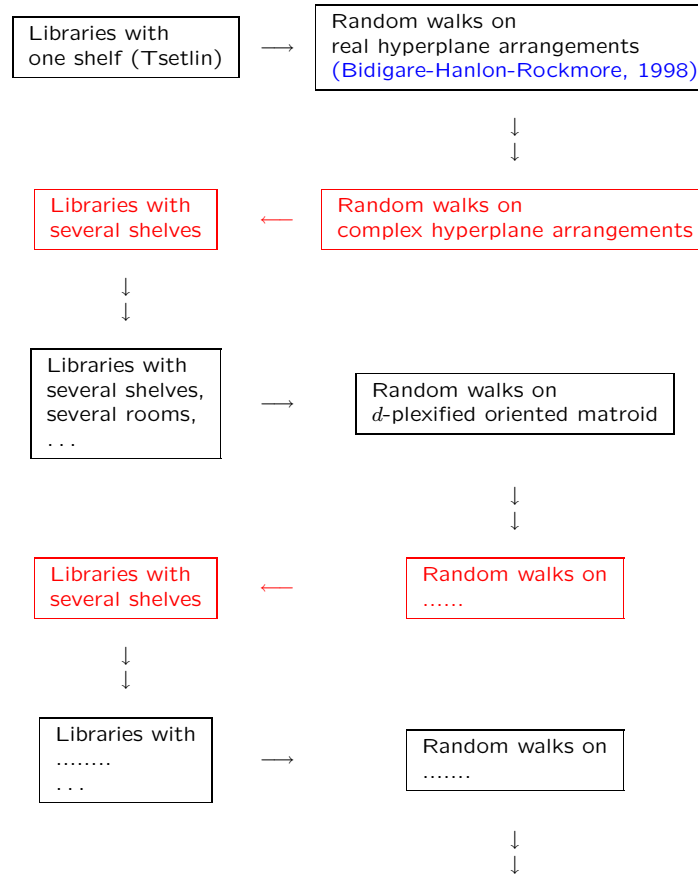 Libraries with
one shelf (Tsetlin)
⟶
Random walks on
real hyperplane arrangements
(Bidigare-Hanlon-Rockmore, 1998)
↓
↓
Libraries with
several shelves
⟵
Random walks on
complex hyperplane arrangements
↓
↓
Libraries with
several shelves,
several rooms,
. . .
⟶
Random walks on
d-plexified oriented matroid
↓
↓
Libraries with
several shelves
⟵
Random walks on
......
↓
↓
Libraries with
........
. . .
⟶
Random walks on
.......
↓
↓